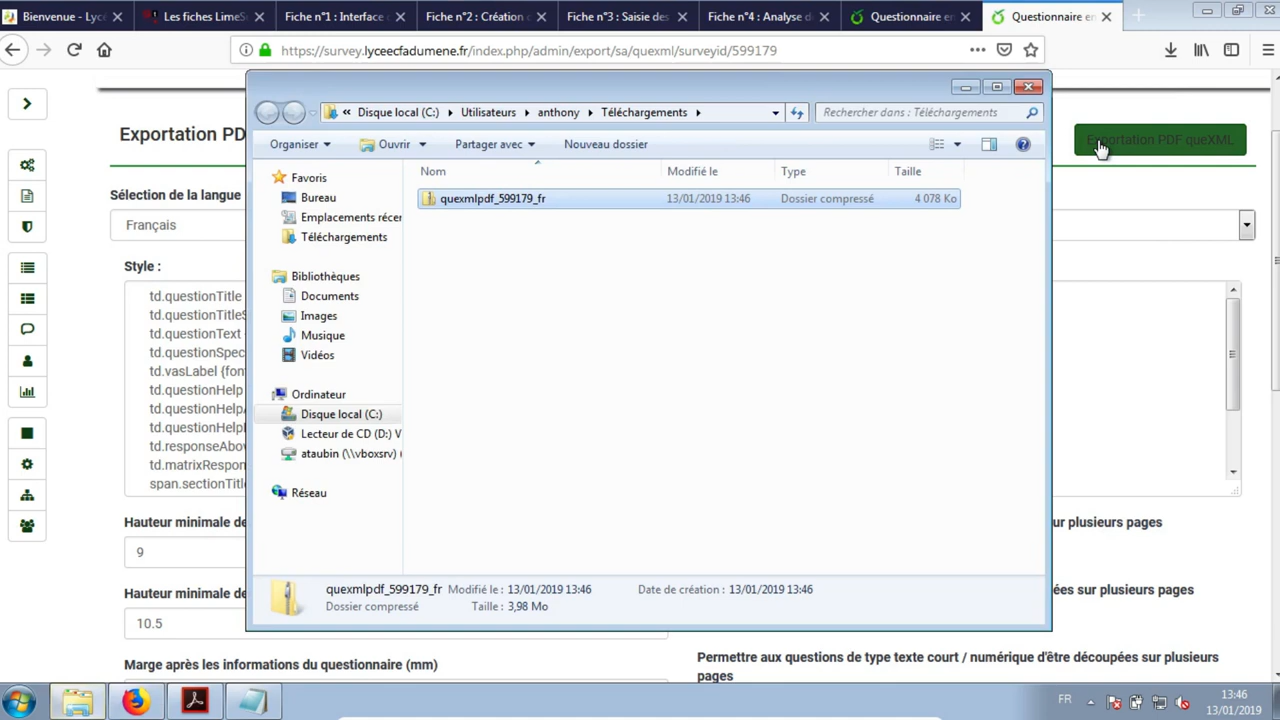 Bienvenue - Lyc
Les fiches LimeS
Fiche n°1 : Interface
Fiche n°2 : Création
Fiche n°3 : Saisie des
Fiche n°4 : Analyse d
Questionnaire en
Questionnaire en
https://survey.lyceecfadumene.fr/index.php/admin/export/sa/quexml/surveyid/599179
Exportation PD
Exportation PDF queXML
« Disque local (C:) Utilisateurs anthony Téléchargements
Rechercher dans : Téléchargements
Organiser
Ouvrir
Partager avec
Nouveau dossier
Nom
Modifié le
Type
Taille
quexmlpdf_599179_fr
13/01/2019 13:46
Dossier compressé
4 078 Ko
Favoris
Bureau
Emplacements récen
Téléchargements
Bibliothèques
Documents
Images
Musique
Vidéos
Ordinateur
Disque local (C:)
Lecteur de CD (D:) V
ataubin (\\vboxsrv) (
Réseau
quexmlpdf_599179_fr Modifié le : 13/01/2019 13:46 Date de création : 13/01/2019 13:46
Dossier compressé Taille : 3,98 Mo
Sélection de la langue
Français
Style :
td.questionTitle
td.questionTitleS
td.questionText
td.questionSpec
td.vasLabel {fon
td.questionHelp
td.questionHelpA
td.questionHelpB
td.responseAbov
td.matrixRespon
span.sectionTitl
Hauteur minimale de
ur plusieurs pages
9
Hauteur minimale de
ées sur plusieurs pages
10.5
Marge après les informations du questionnaire (mm)
Permettre aux questions de type texte court / numérique d'être découpées sur plusieurs
pages
FR
13:46
13/01/2019